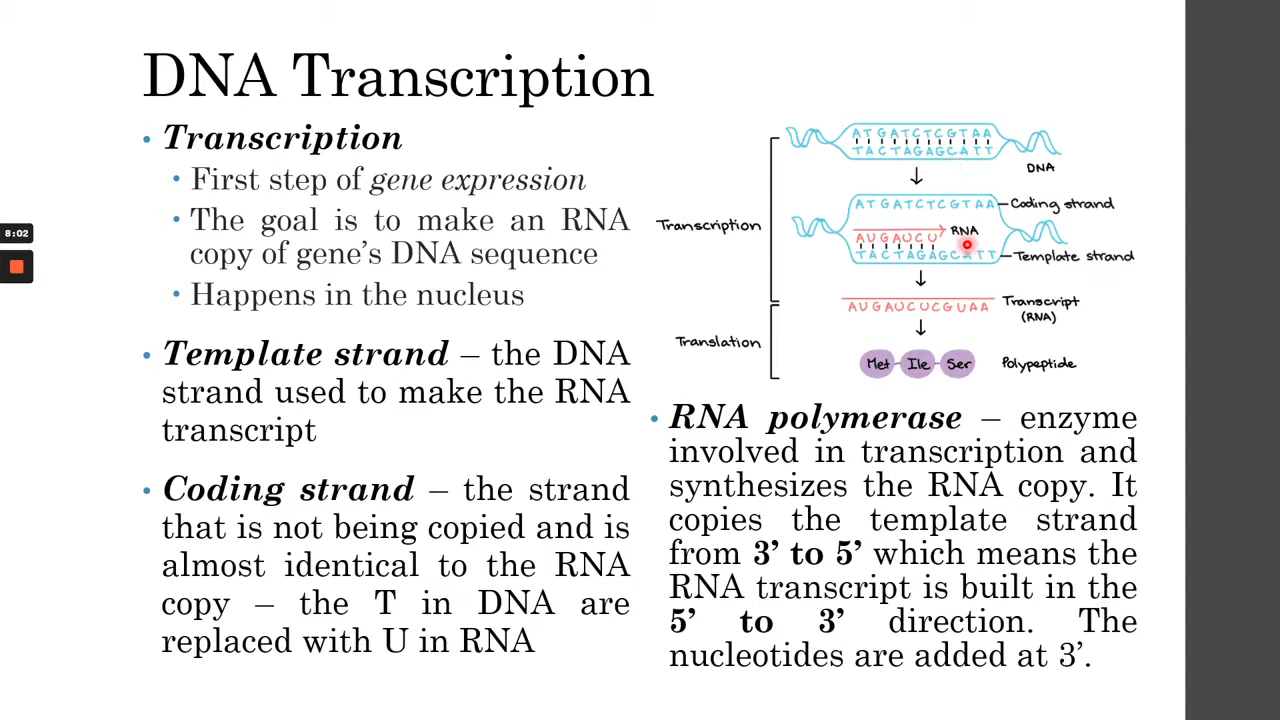 DNA Transcription
• Transcription
• First step of gene expression
• The goal is to make an RNA
copy of gene's DNA sequence
• Happens in the nucleus
• Template strand – the DNA
strand used to make the RNA
transcript
• Coding strand – the strand
that is not being copied and is
almost identical to the RNA
copy – the T in DNA are
replaced with U in RNA
8:02
ATGATCTCGTAA
TACTAGAGCATT
DNA
Transcription
ATGATCTCGTAA
Coding strand
RNA
AUGAUCU
TACTAGAGCATT
Template strand
AUGAUCUCGUAA
Transcript
(RNA)
Translation
Met Ile Ser
Polypeptide
• RNA polymerase – enzyme
involved in transcription and
synthesizes the RNA copy. It
copies the template strand
from 3’ to 5’ which means the
RNA transcript is built in the
5’ to 3’ direction. The
nucleotides are added at 3’.